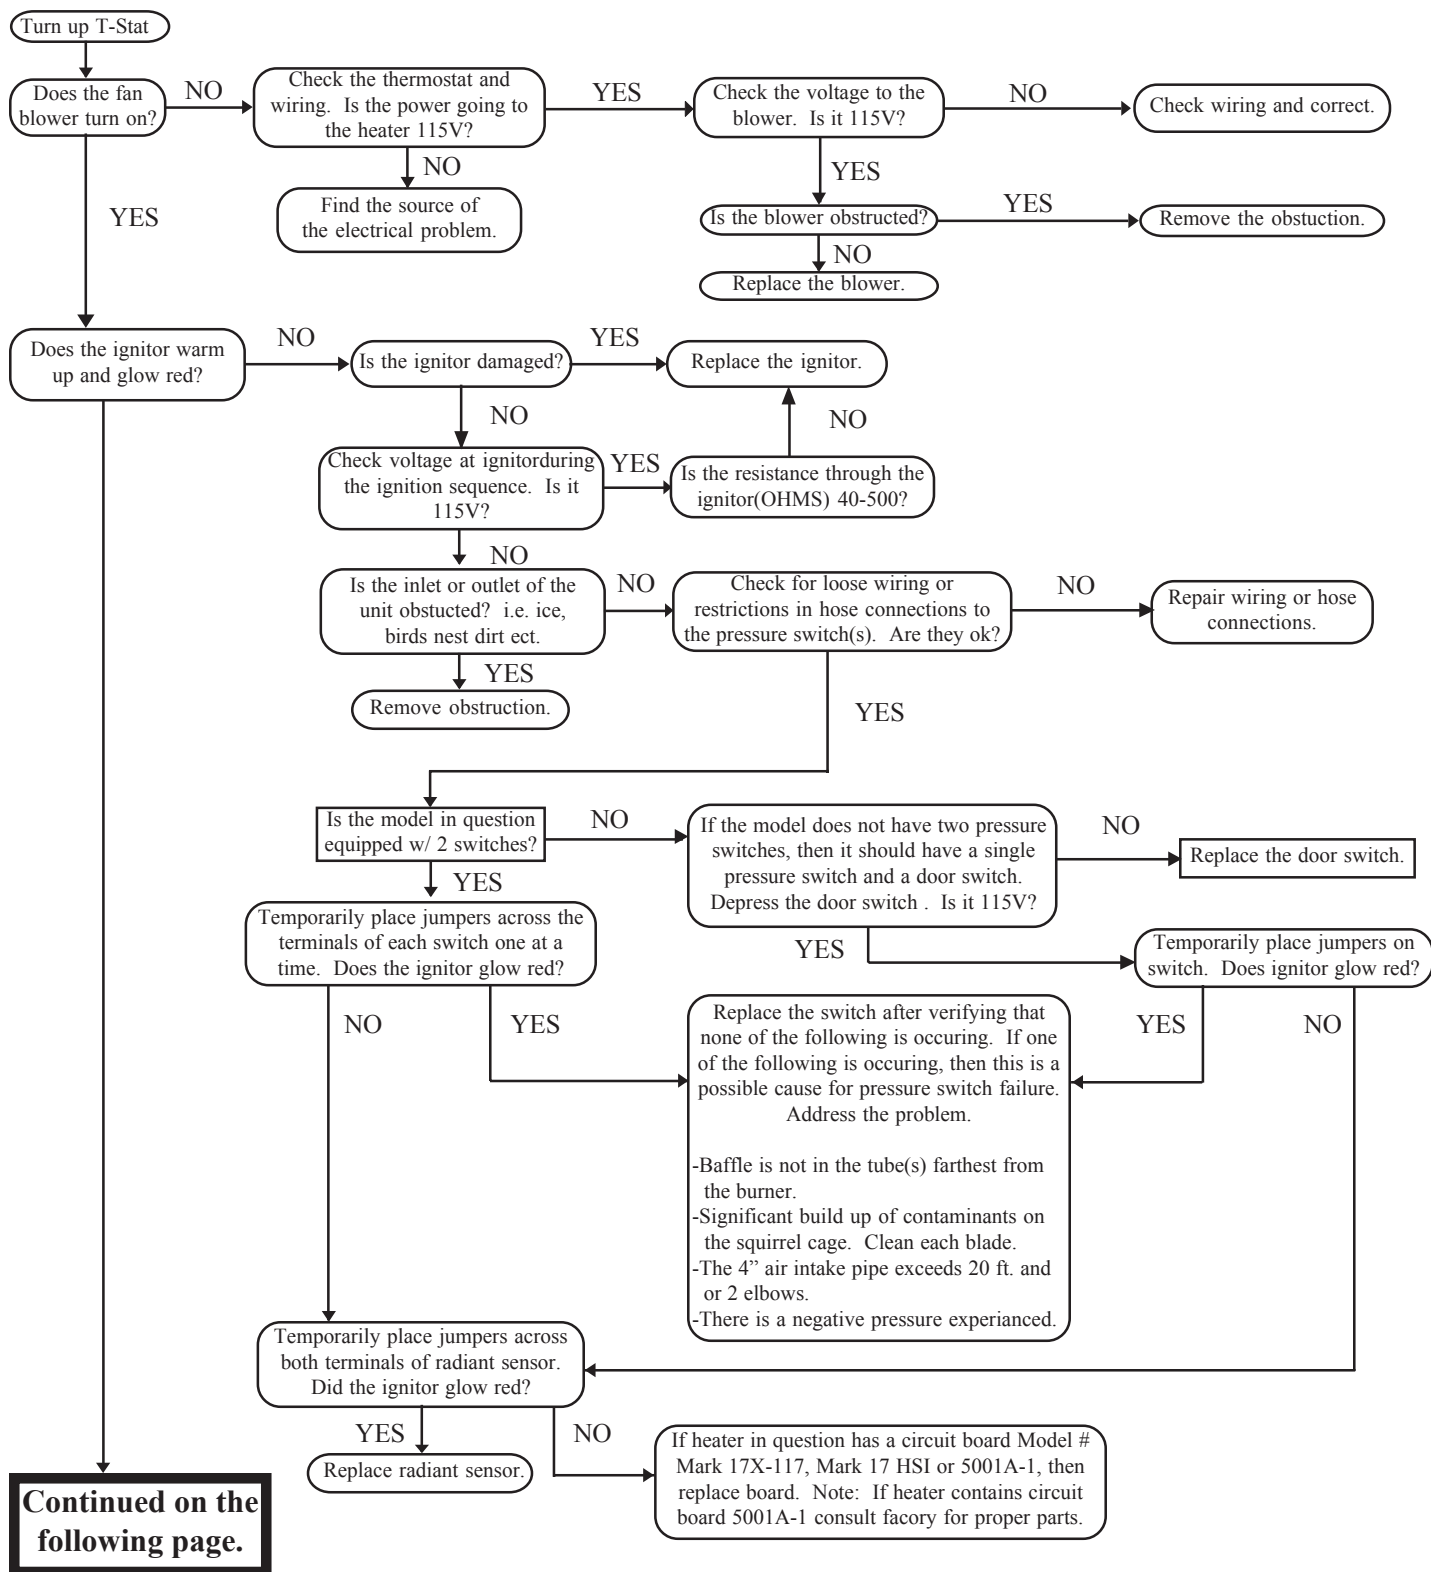 Turn up T-Stat
Does the fan
blower turn on?
NO
Check the thermostat and
wiring. Is the power going to
the heater 115V?
YES
Check the voltage to the
blower. Is it 115V?
NO
Check wiring and correct.
NO
Find the source of
the electrical problem.
YES
YES
Is the blower obstructed?
YES
Remove the obstuction.
NO
Replace the blower.
Does the ignitor warm
up and glow red?
NO
Is the ignitor damaged?
YES
Replace the ignitor.
NO
NO
Check voltage at ignitorduring
the ignition sequence. Is it
115V?
YES
Is the resistance through the
ignitor(OHMS) 40-500?
NO
Is the inlet or outlet of the
unit obstucted? i.e. ice,
birds nest dirt ect.
NO
Check for loose wiring or
restrictions in hose connections to
the pressure switch(s). Are they ok?
NO
Repair wiring or hose
connections.
YES
Remove obstruction.
YES
Is the model in question
equipped w/ 2 switches?
NO
If the model does not have two pressure
switches, then it should have a single
pressure switch and a door switch.
Depress the door switch . Is it 115V?
NO
Replace the door switch.
YES
Temporarily place jumpers across the
terminals of each switch one at a
time. Does the ignitor glow red?
YES
Temporarily place jumpers on
switch. Does ignitor glow red?
NO
YES
Replace the switch after verifying that
none of the following is occuring. If one
of the following is occuring, then this is a
possible cause for pressure switch failure.
Address the problem.
-Baffle is not in the tube(s) farthest from
the burner.
-Significant build up of contaminants on
the squirrel cage. Clean each blade.
-The 4” air intake pipe exceeds 20 ft. and
or 2 elbows.
-There is a negative pressure experianced.
YES
NO
Temporarily place jumpers across
both terminals of radiant sensor.
Did the ignitor glow red?
YES
Replace radiant sensor.
NO
If heater in question has a circuit board Model #
Mark 17X-117, Mark 17 HSI or 5001A-1, then
replace board. Note: If heater contains circuit
board 5001A-1 consult facory for proper parts.
Continued on the
following page.